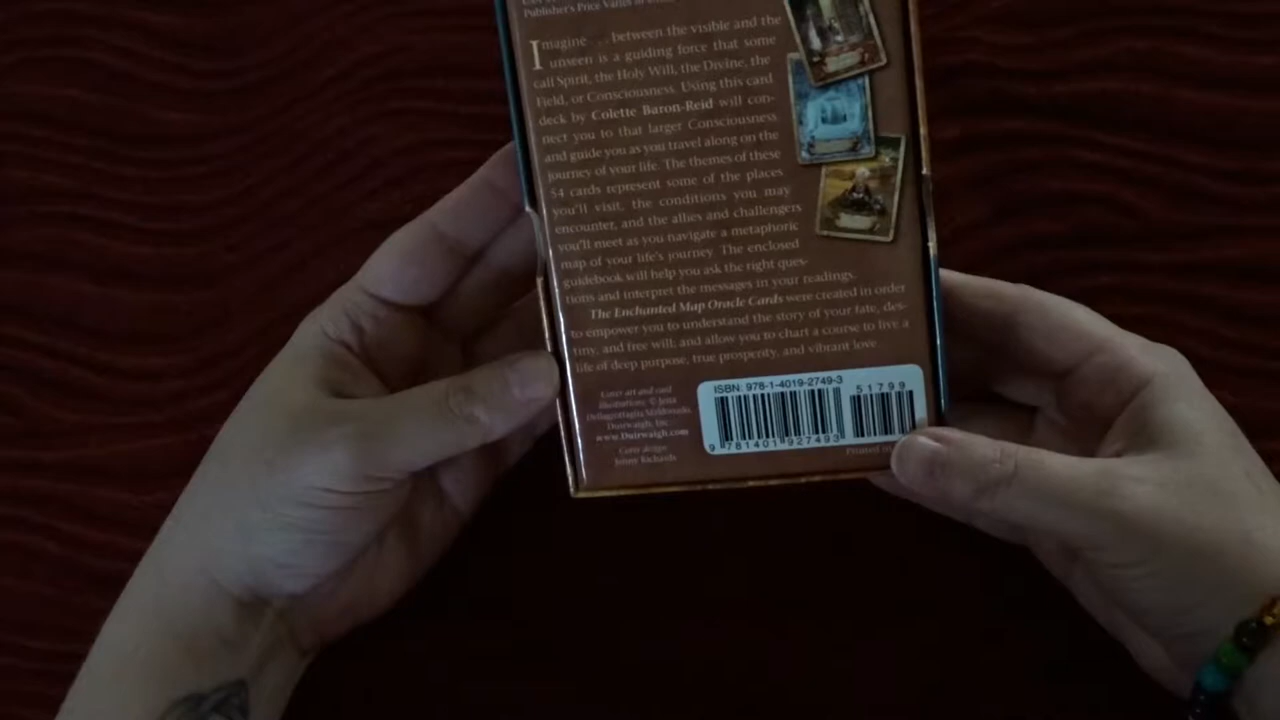 Publisher's Price Varies
Imagine . . . between the visible and the
unseen is a guiding force that some
call Spirit, the Holy Will, the Divine, the
Field, or Consciousness. Using this card
deck by Colette Baron-Reid will con-
nect you to that larger Consciousness
and guide you as you travel along on the
journey of your life. The themes of these
54 cards represent some of the places
you'll visit, the conditions you may
encounter, and the allies and challengers
you'll meet as you navigate a metaphoric
map of your life's journey. The enclosed
guidebook will help you ask the right ques-
tions and interpret the messages in your readings.
The Enchanted Map Oracle Cards were created in order
to empower you to understand the story of your fate, des-
tiny, and free will; and allow you to chart a course to live a
life of deep purpose, true prosperity, and vibrant love.
Cover art and card
illustrations: © Jena
Dellagrottaglia Maldonado,
Duirwaigh, Inc.
www.Duirwaigh.com
Cover design:
Jenny Richards
ISBN: 978-1-4019-2749-3
51799
9 781401 927493
Printed in